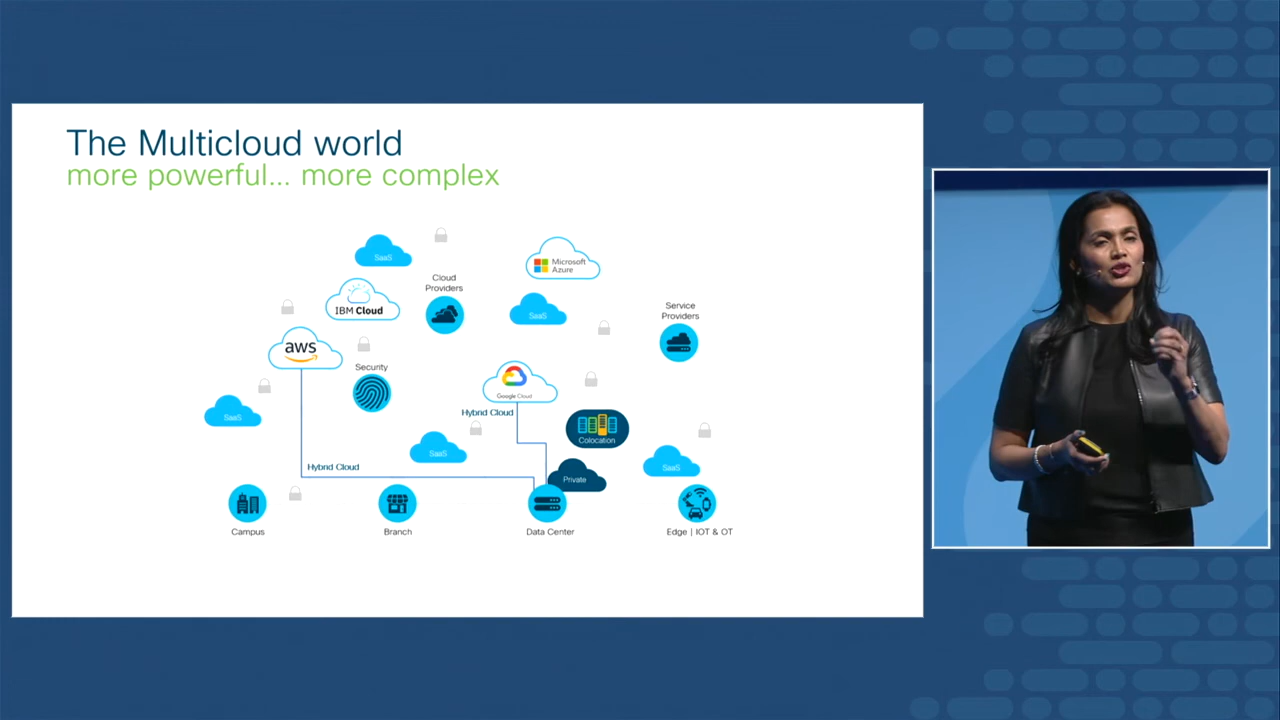 The Multicloud world
more powerful... more complex
SaaS
Microsoft
Azure
Cloud
Providers
IBM Cloud
SaaS
Service
Providers
aws
Security
Google Cloud
Hybrid Cloud
SaaS
Colocation
SaaS
SaaS
Hybrid Cloud
Private
Campus
Branch
Data Center
Edge | IOT & OT